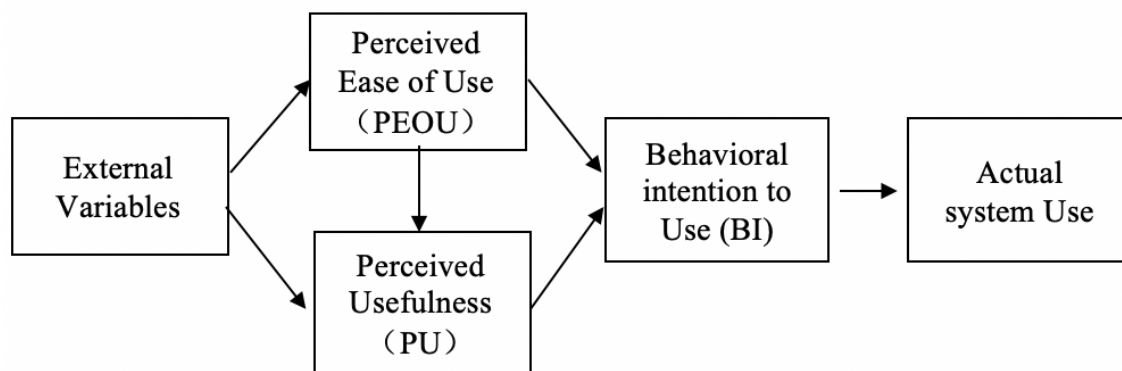 Perceived
Ease of Use
（PEOU）
External
Variables
Behavioral
intention to
Use (BI)
Actual
system Use
Perceived
Usefulness
（PU）